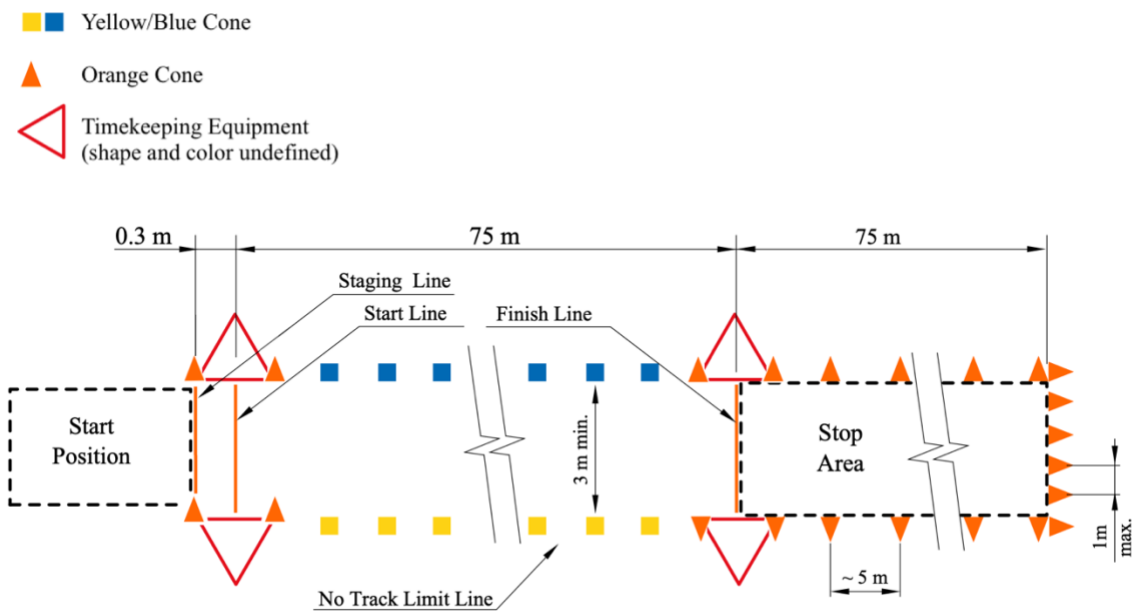 Yellow/Blue Cone
Orange Cone
Timekeeping Equipment
(shape and color undefined)
0.3 m
75 m
75 m
Staging Line
Start Line
Finish Line
Start
Position
3 m min.
Stop
Area
1m
max.
~ 5 m
No Track Limit Line